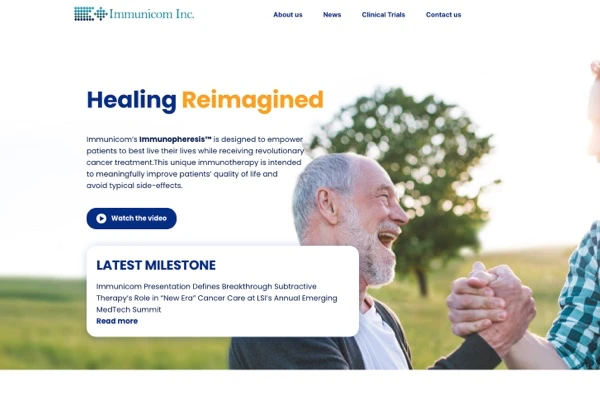 Immunicom Inc.
About us News Clinical Trials Contact us
Healing Reimagined
Immunicom's Immunopheresis™ is designed to empower
patients to best live their lives while receiving revolutionary
cancer treatment.This unique immunotherapy is intended
to meaningfully improve patients' quality of life and
avoid typical side-effects.
Watch the video
LATEST MILESTONE
Immunicom Presentation Defines Breakthrough Subtractive
Therapy's Role in "New Era" Cancer Care at LSI's Annual Emerging
MedTech Summit
Read more